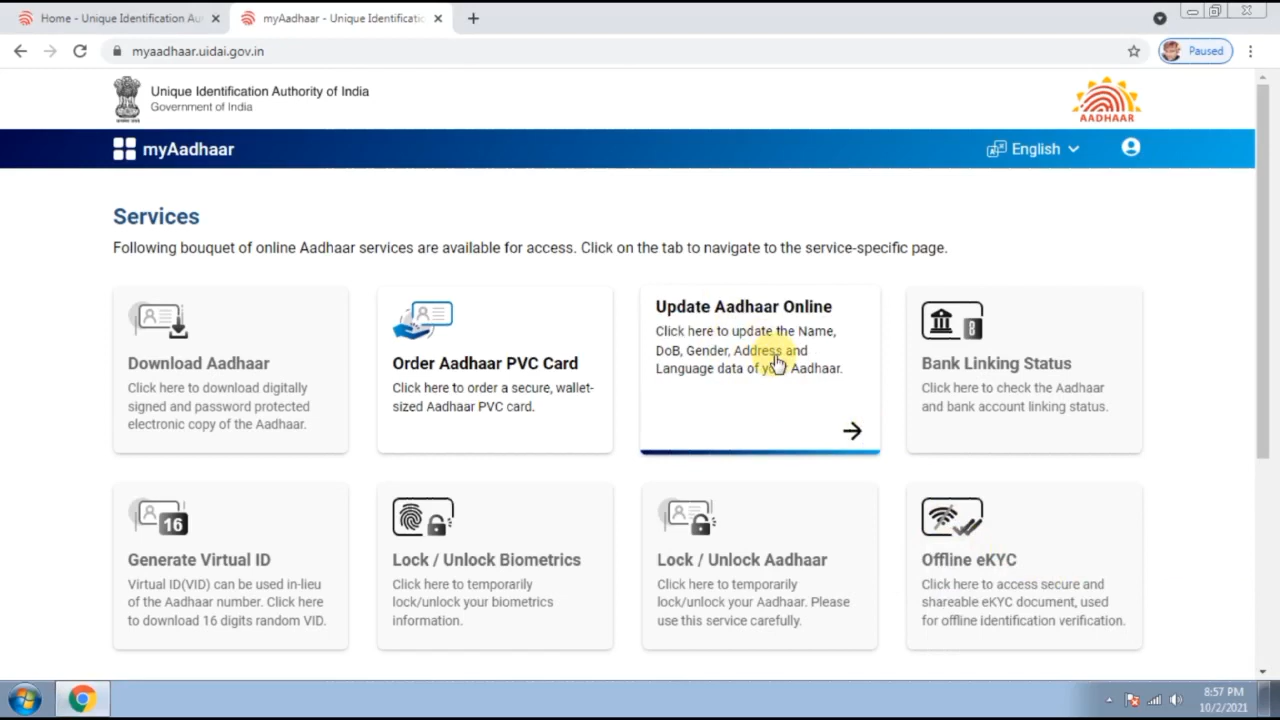 Home - Unique Identification Au
myAadhaar - Unique Identificatio
myaadhaar.uidai.gov.in
Paused
Unique Identification Authority of India
Government of India
AADHAAR
myAadhaar
English
Services
Following bouquet of online Aadhaar services are available for access. Click on the tab to navigate to the service-specific page.
Download Aadhaar
Click here to download digitally
signed and password protected
electronic copy of the Aadhaar.
Order Aadhaar PVC Card
Click here to order a secure, wallet-
sized Aadhaar PVC card.
Update Aadhaar Online
Click here to update the Name,
DoB, Gender, Address and
Language data of your Aadhaar.
Bank Linking Status
Click here to check the Aadhaar
and bank account linking status.
16
Generate Virtual ID
Virtual ID(VID) can be used in-lieu
of the Aadhaar number. Click here
to download 16 digits random VID.
Lock / Unlock Biometrics
Click here to temporarily
lock/unlock your biometrics
information.
Lock / Unlock Aadhaar
Click here to temporarily
lock/unlock your Aadhaar. Please
use this service carefully.
Offline eKYC
Click here to access secure and
shareable eKYC document, used
for offline identification verification.
8:57 PM
10/2/2021